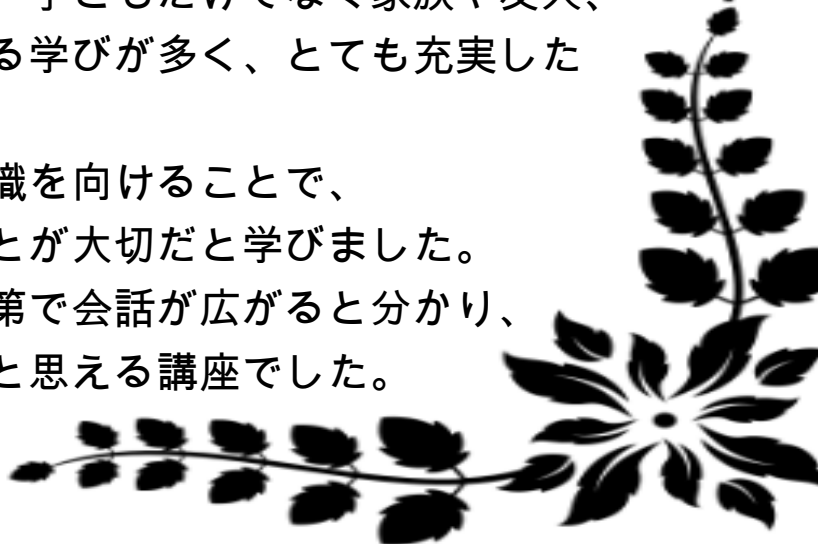 子どもだけでなく家族や友人、
る学びが多く、とても充実した
識を向けることで、
とが大切だと学びました。
第で会話が広がると分かり、
と思える講座でした。